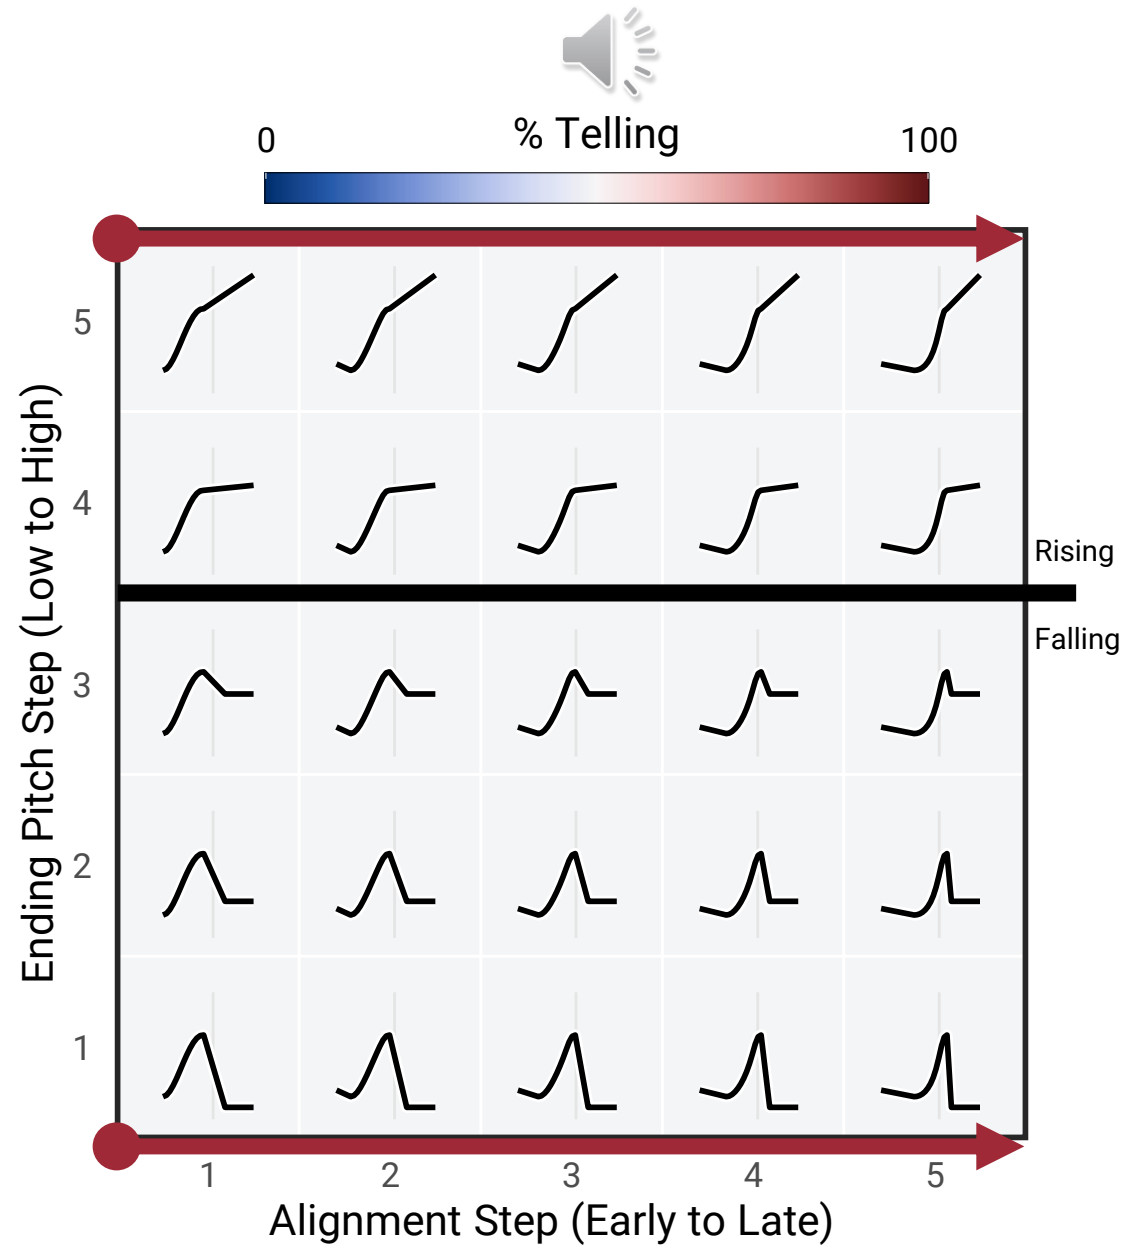 % Telling
0
100
Ending Pitch Step (Low to High)
5
4
3
2
1
Rising
Falling
1
2
3
4
5
Alignment Step (Early to Late)